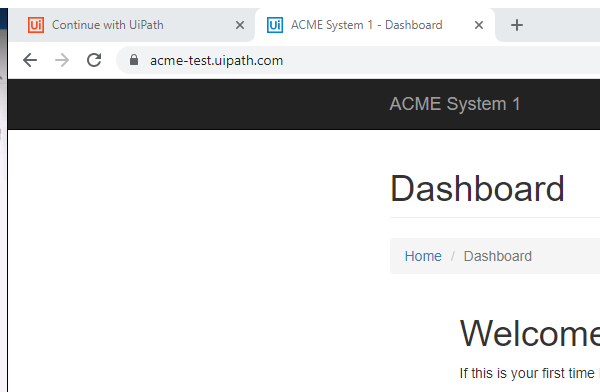 Ui Continue with UiPath
Ui ACME System 1 - Dashboard
acme-test.uipath.com
ACME System 1
Dashboard
Home / Dashboard
Welcome
If this is your first time